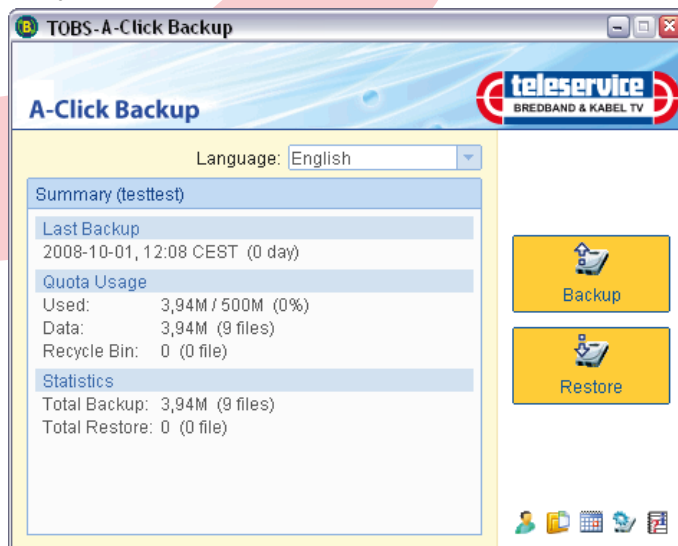 TOBS-A-Click Backup
A-Click Backup
teleservice
BREDBAND & KABEL TV
Language: English
Summary (testtest)
Last Backup
2008-10-01, 12:08 CEST (0 day)
Quota Usage
Used: 3,94M / 500M (0%)
Data: 3,94M (9 files)
Recycle Bin: 0 (0 file)
Statistics
Total Backup: 3,94M (9 files)
Total Restore: 0 (0 file)
Backup
Restore